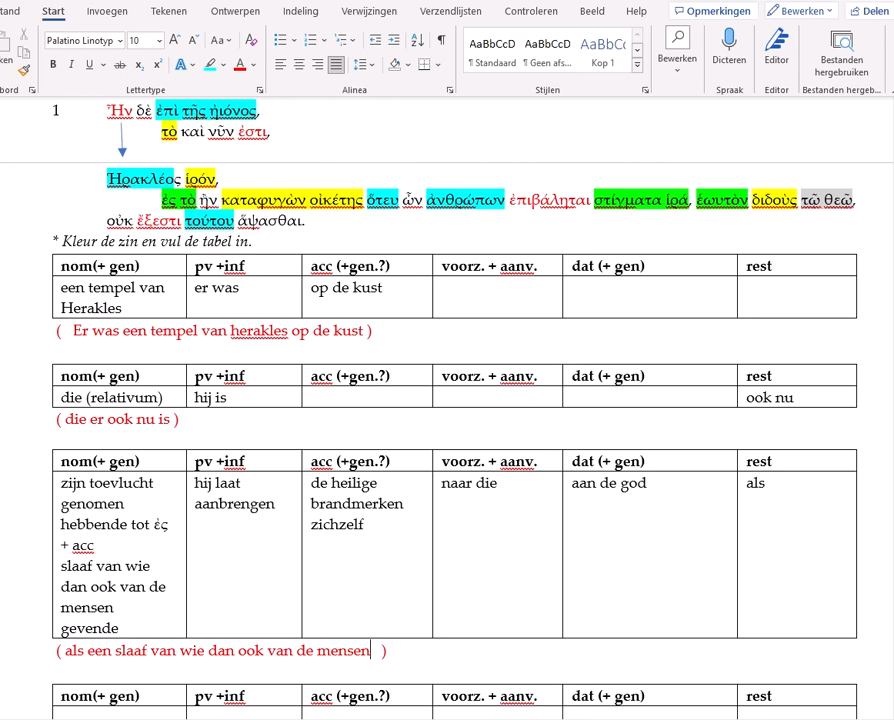 tand Start Invoegen Tekenen Ontwerpen Indeling Verwijzingen Verzendlijsten Controleren Beeld Help Opmerkingen Bewerken Delen
Palatino Linotyp 10 A A Aa A
B I U ab x₂ x² A A
AaBbCcD AaBbCcD AaBbCc
¶ Standaard ¶ Geen afs... Kop 1
Bewerken Dicteren Editor Bestanden hergebruiken
bord Lettertype Alinea Stijlen Spraak Editor Bestanden hergeb...
1 Ἦν δὲ ἐπὶ τῆς ἠιόνος,
τὸ καὶ νῦν ἐστι,
Ἡρακλέος ἱρόν,
ἐς τὸ ἢν καταφυγὼν οἰκέτης ὅτευ ὦν ἀνθρώπων ἐπιβάληται στίγματα ἱρά, ἑωυτὸν διδοὺς τῷ θεῷ,
οὐκ ἔξεστι τούτου ἅψασθαι.
* Kleur de zin en vul de tabel in.
nom(+ gen) pv +inf acc (+gen.?) voorz. + aanv. dat (+ gen) rest
een tempel van er was op de kust
Herakles
( Er was een tempel van herakles op de kust )
nom(+ gen) pv +inf acc (+gen.?) voorz. + aanv. dat (+ gen) rest
die (relativum) hij is ook nu
( die er ook nu is )
nom(+ gen) pv +inf acc (+gen.?) voorz. + aanv. dat (+ gen) rest
zijn toevlucht hij laat de heilige naar die aan de god als
genomen aanbrengen brandmerken
hebbende tot ἐς zichzelf
+ acc
slaaf van wie
dan ook van de
mensen
gevende
( als een slaaf van wie dan ook van de mensen )
nom(+ gen) pv +inf acc (+gen.?) voorz. + aanv. dat (+ gen) rest